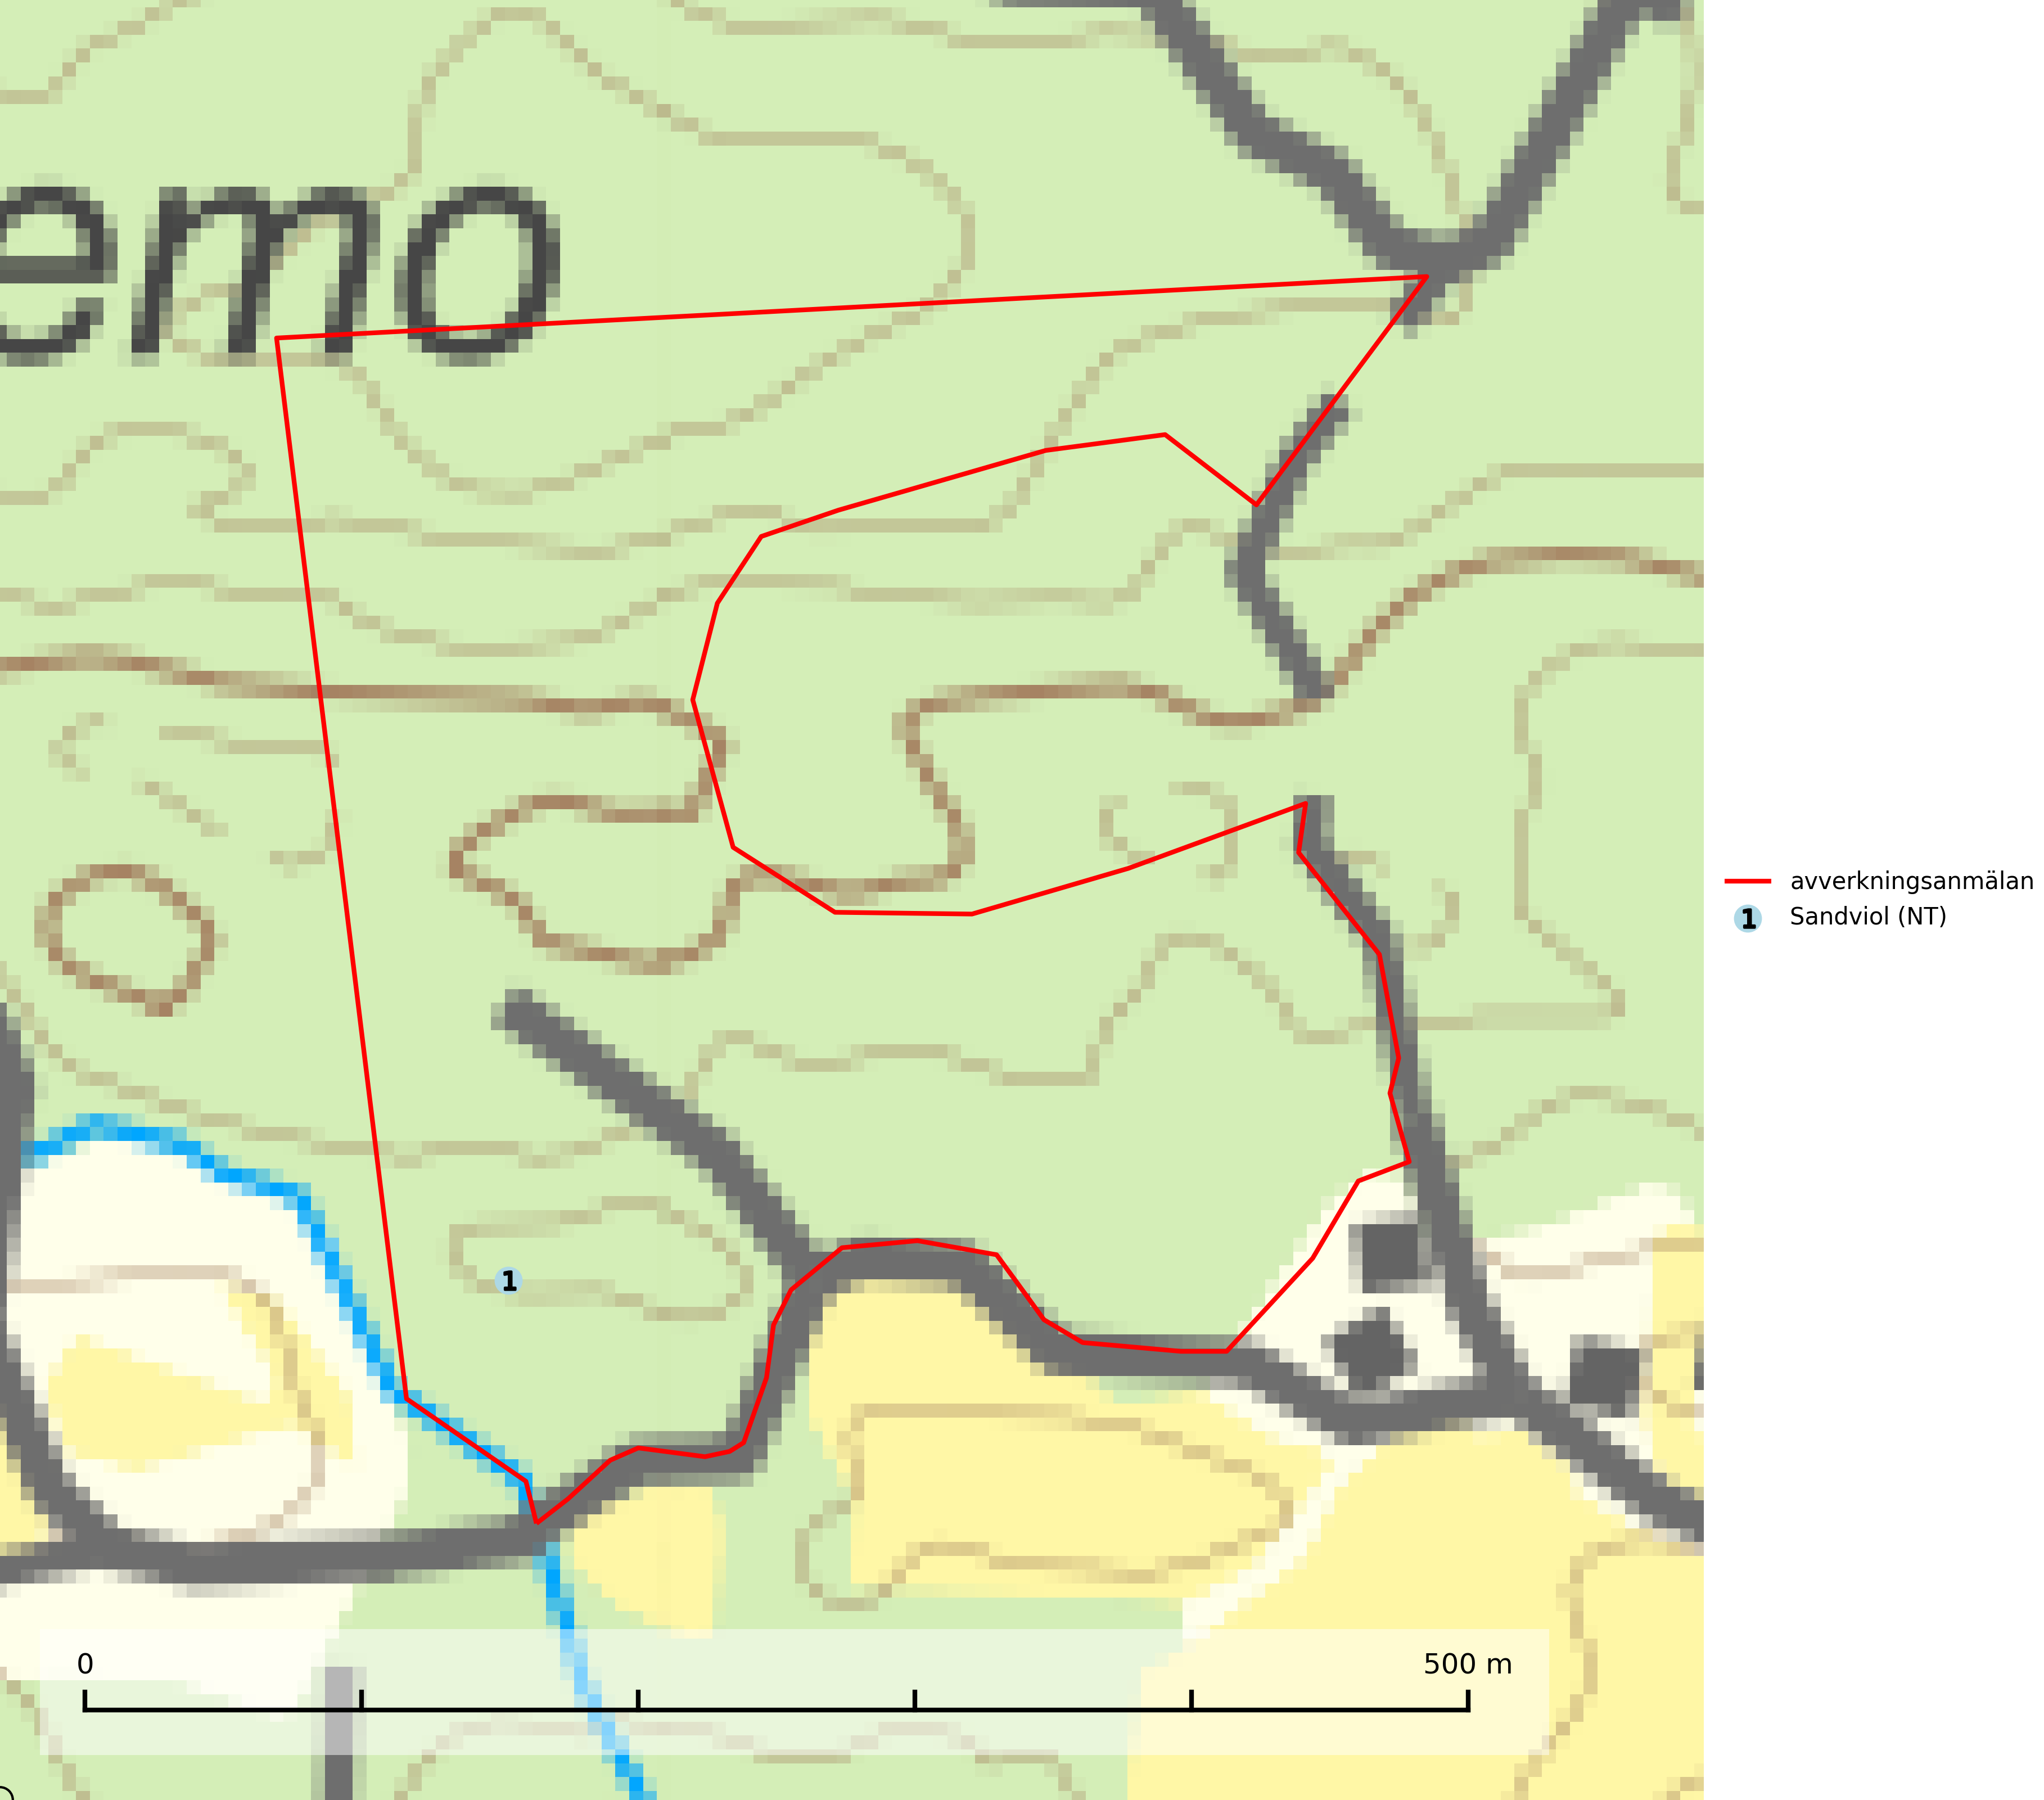 emo
avverkningsanmälan
1 Sandviol (NT)
1
0 500 m